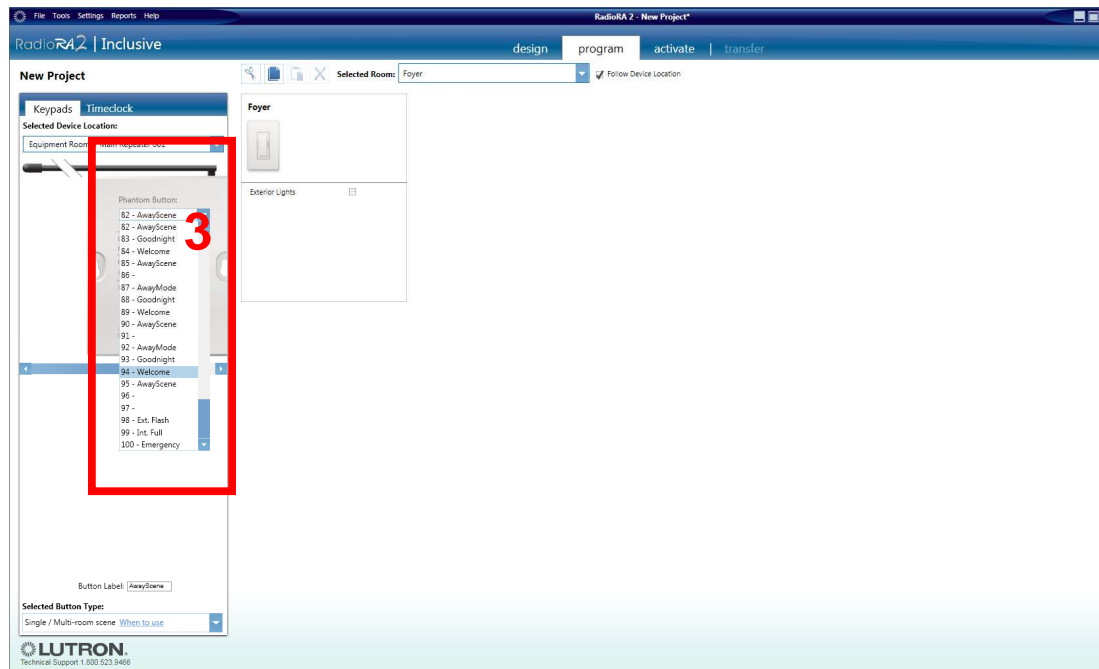 File Tools Settings Reports Help
RadioRA 2 - New Project*
RadioRA2 | Inclusive
design program activate | transfer
New Project
Selected Room: Foyer
Follow Device Location
Keypads Timeclock
Selected Device Location:
Equipment Room Main Repeater 001
Foyer
Exterior Lights
Phantom Button:
82 - AwayScene
3
82 - AwayScene
83 - Goodnight
84 - Welcome
85 - AwayScene
86 -
87 - AwayMode
88 - Goodnight
89 - Welcome
90 - AwayScene
91 -
92 - AwayMode
93 - Goodnight
94 - Welcome
95 - AwayScene
96 -
97 -
98 - Ext. Flash
99 - Int. Full
100 - Emergency
Button Label: AwayScene
Selected Button Type:
Single / Multi-room scene When to use
LUTRON.
Technical Support 1.800.523.9466